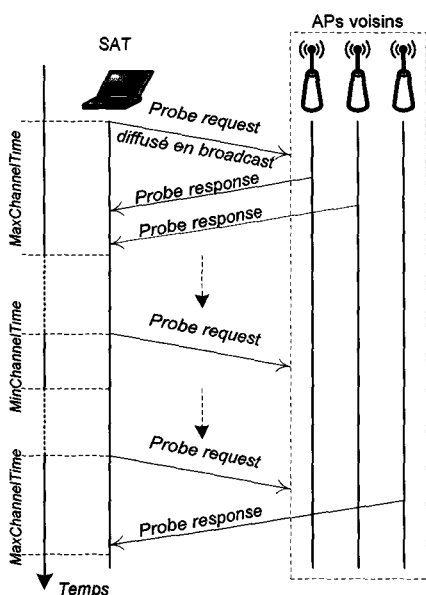 APs voisins
SAT
Probe request
diffusé en broadcast
Probe response
Probe response
MaxChannelTime
Probe request
MinChannelTime
Probe request
Probe response
MaxChannelTime
Temps